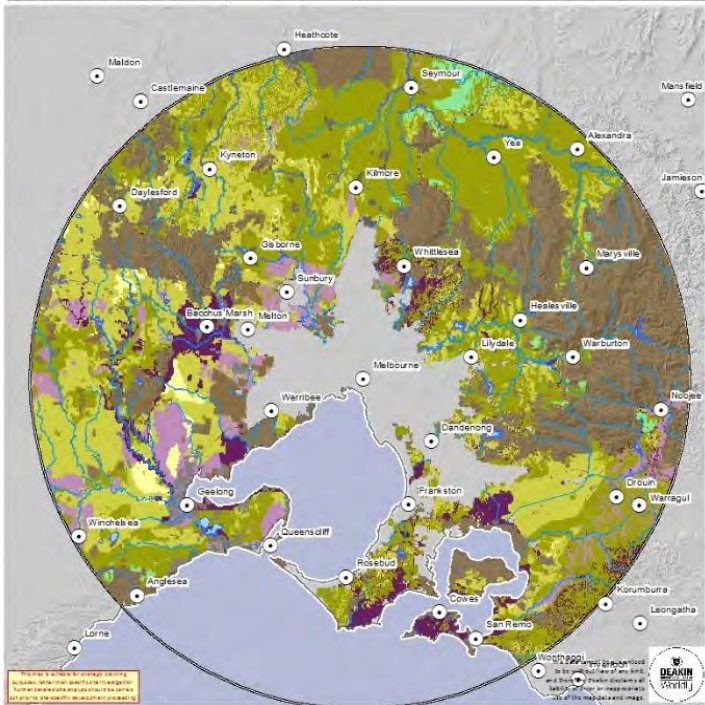 Heathcote
Maldon
Seymour
Castlemaine
Mansfield
Alexandra
Yea
Kyneton
Kilmore
Jamieson
Daylesford
Gisborne
Whittlesea
Marysville
Sunbury
Bacchus Marsh
Melton
Healesville
Lilydale
Warburton
Melbourne
Werribee
Noojee
Dandenong
Drouin
Warragul
Geelong
Frankston
Winchelsea
Queenscliff
Rosebud
Anglesea
Cowes
Korumburra
Leongatha
San Remo
Lorne
Wonthaggi
DEAKIN
Worldly